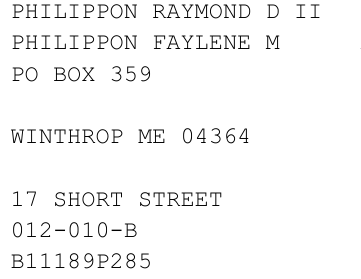 PHILIPPON RAYMOND D II
PHILIPPON FAYLENE M
PO BOX 359
WINTHROP ME 04364
17 SHORT STREET
012-010-B
B11189P285